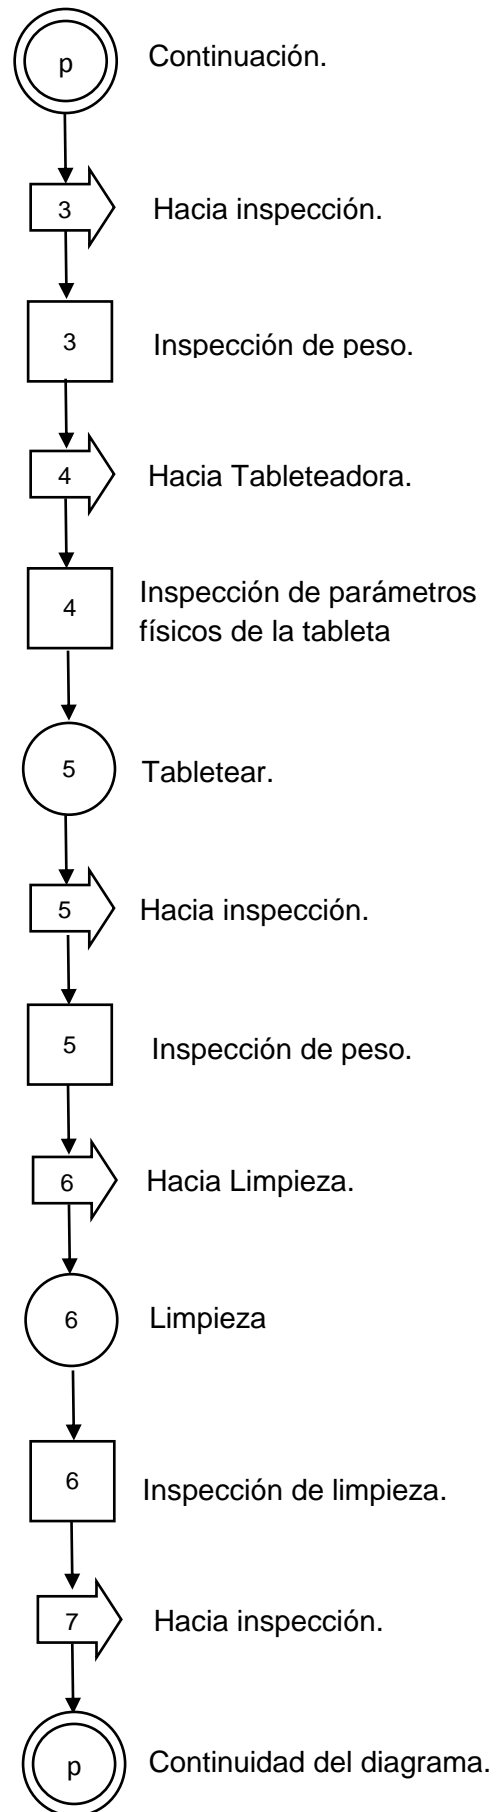 p Continuación.
3 Hacia inspección.
3 Inspección de peso.
4 Hacia Tableteadora.
4 Inspección de parámetros
físicos de la tableta
5 Tabletear.
5 Hacia inspección.
5 Inspección de peso.
6 Hacia Limpieza.
6 Limpieza
6 Inspección de limpieza.
7 Hacia inspección.
p Continuidad del diagrama.